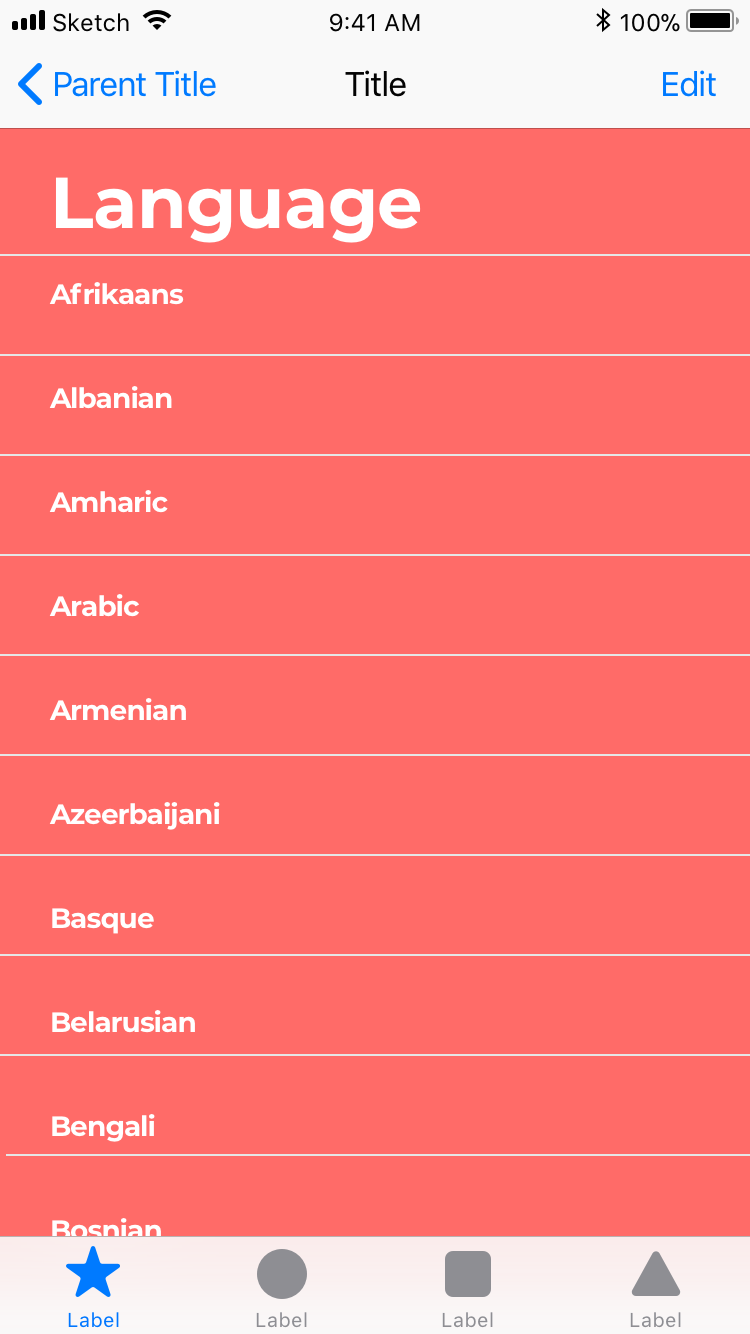 Sketch 9:41 AM 100%
Parent Title Title Edit
Language
Afrikaans
Albanian
Amharic
Arabic
Armenian
Azeerbaijani
Basque
Belarusian
Bengali
Bosnian
Label Label Label Label